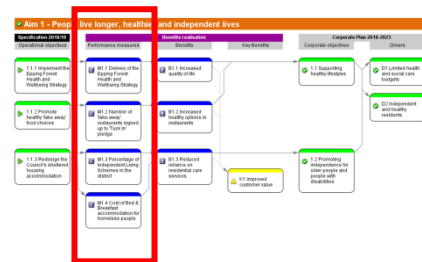 Aim 1 - People live longer, healthier and independent lives
Specification 2018/19
Benefits realisation
Corporate Plan 2018-2023
Operational objectives
Performance measures
Benefits
Key Benefits
Corporate objectives
Drivers
1.1.1 Implement the
Epping Forest
Health and
Wellbeing Strategy
M1.1 Delivery of the
Epping Forest
Health and
Wellbeing Strategy
B1.1 Increased
quality of life
1.1 Supporting
healthy lifestyles
D1 Limited health
and social care
budgets
1.1.2 Promote
healthy 'take away'
food choices
M1.2 Number of
take-away/
restaurants signed
up to 'Tuck In'
pledge
B1.2 Increased
healthy options in
restaurants
D2 Independent
and healthy
residents
1.1.3 Redesign the
Council's sheltered
housing
accommodation
M1.3 Percentage of
Independent Living
Schemes in the
district
B1.3 Reduced
reliance on
residential care
services
K1 Improved
customer value
1.2 Promoting
independence for
older people and
people with
disabilities
M1.4 Cost of Bed &
Breakfast
accommodation for
homeless people